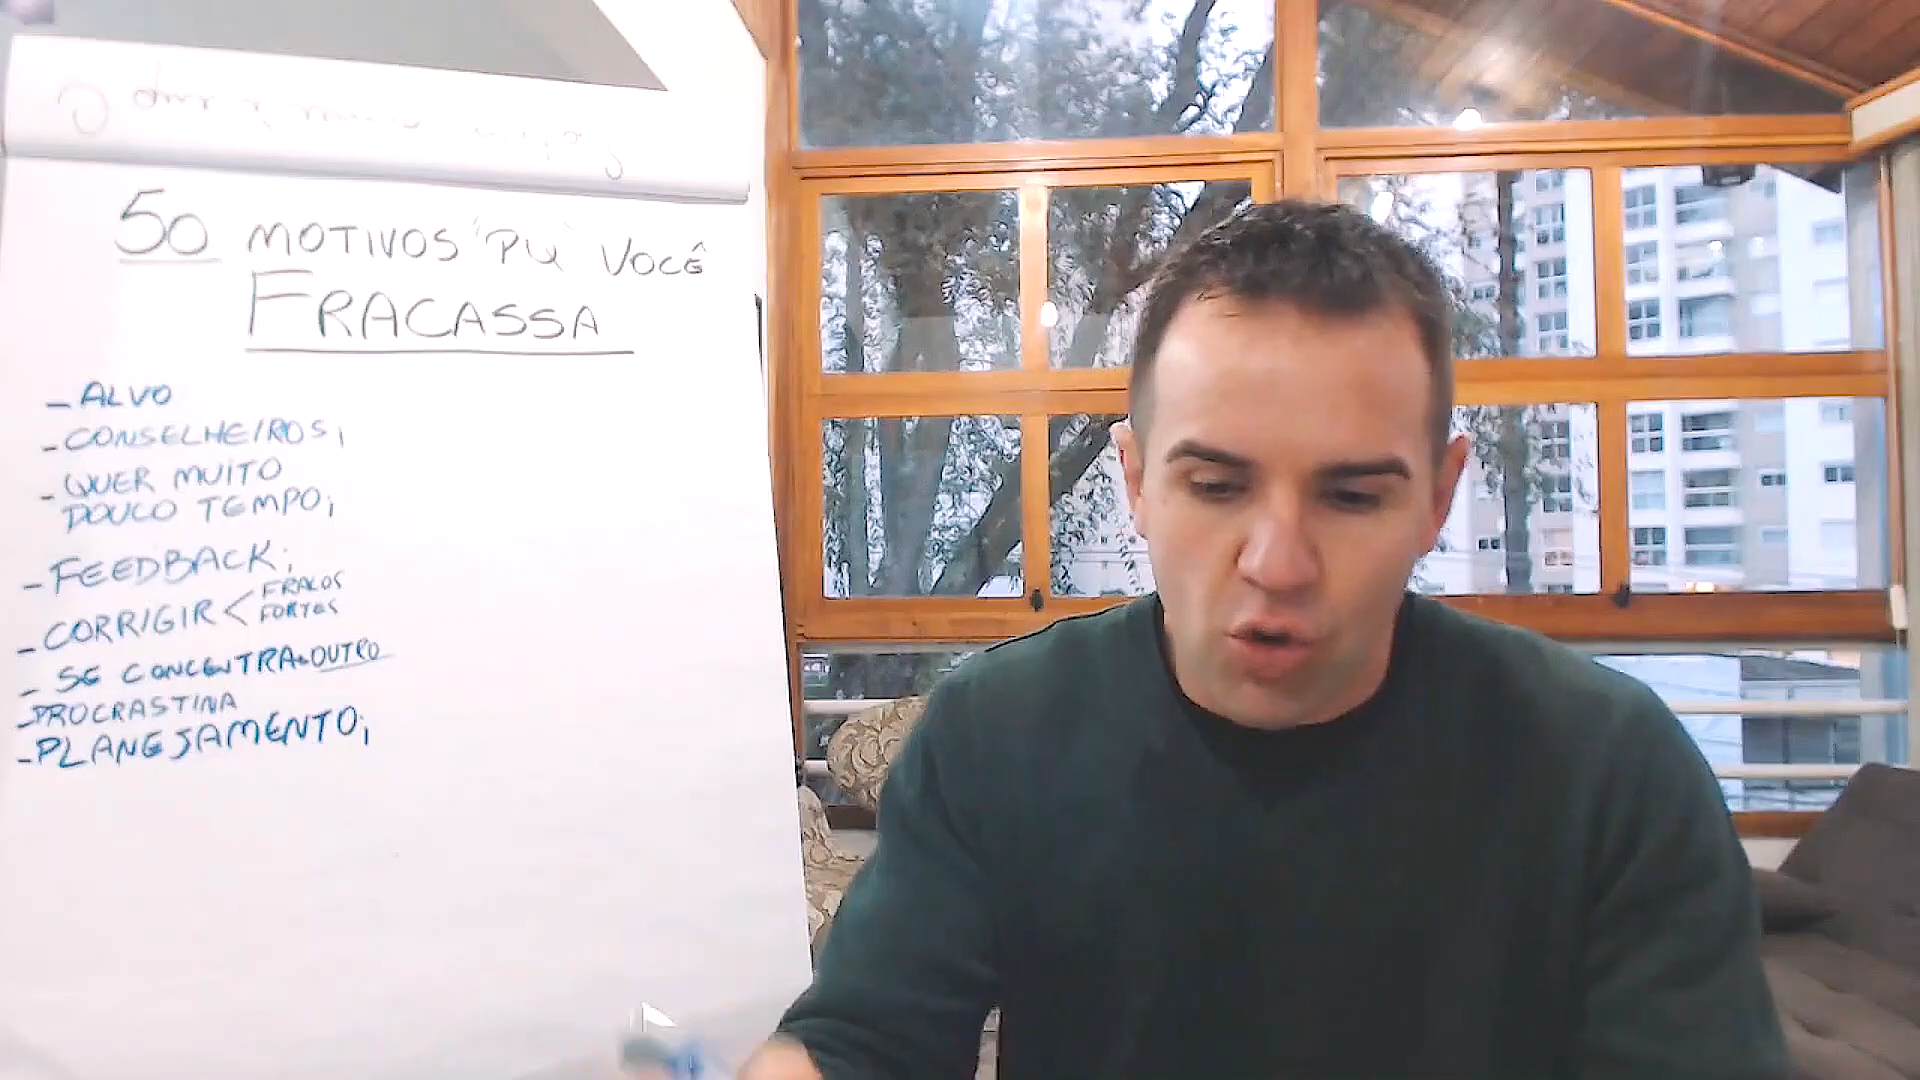 50 MOTIVOS "PQ" VOCÊ
FRACASSA
- ALVO
- CONSELHEIROS;
- QUER MUITO
POUCO TEMPO;
- FEEDBACK;
- CORRIGIR < FRACOS
FORTES
- SE CONCENTRA OUTRO
- PROCRASTINA
- PLANEJAMENTO;